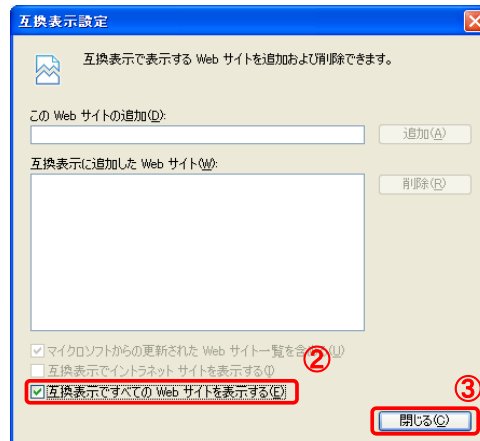 互換表示設定
互換表示で表示する Web サイトを追加および削除できます。
この Web サイトの追加(D):
追加(A)
互換表示に追加した Web サイト(W):
削除(R)
マイクロソフトからの更新された Web サイト一覧を含(U)
②
互換表示でイントラネット サイトを表示する(I)
互換表示ですべての Web サイトを表示する(E)
③
閉じる(C)